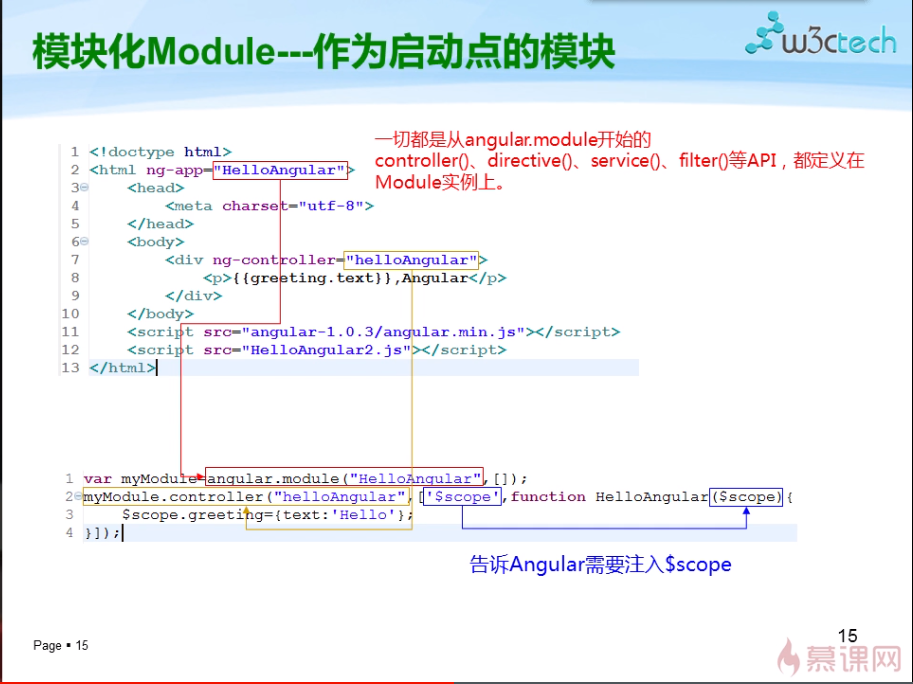 模块化Module---作为启动点的模块
w3ctech
一切都是从angular.module开始的
controller()、directive()、service()、filter()等API，都定义在
Module实例上。
1 <!doctype html>
2 <html ng-app="HelloAngular">
3 <head>
4 <meta charset="utf-8">
5 </head>
6 <body>
7 <div ng-controller="helloAngular">
8 <p>{{greeting.text}},Angular</p>
9 </div>
10 </body>
11 <script src="angular-1.0.3/angular.min.js"></script>
12 <script src="HelloAngular2.js"></script>
13 </html>
1 var myModule=angular.module("HelloAngular",[]);
2 myModule.controller("helloAngular",['$scope',function HelloAngular($scope){
3 $scope.greeting={text:'Hello'};
4 }]);
告诉Angular需要注入$scope
Page ▪ 15
15
慕课网